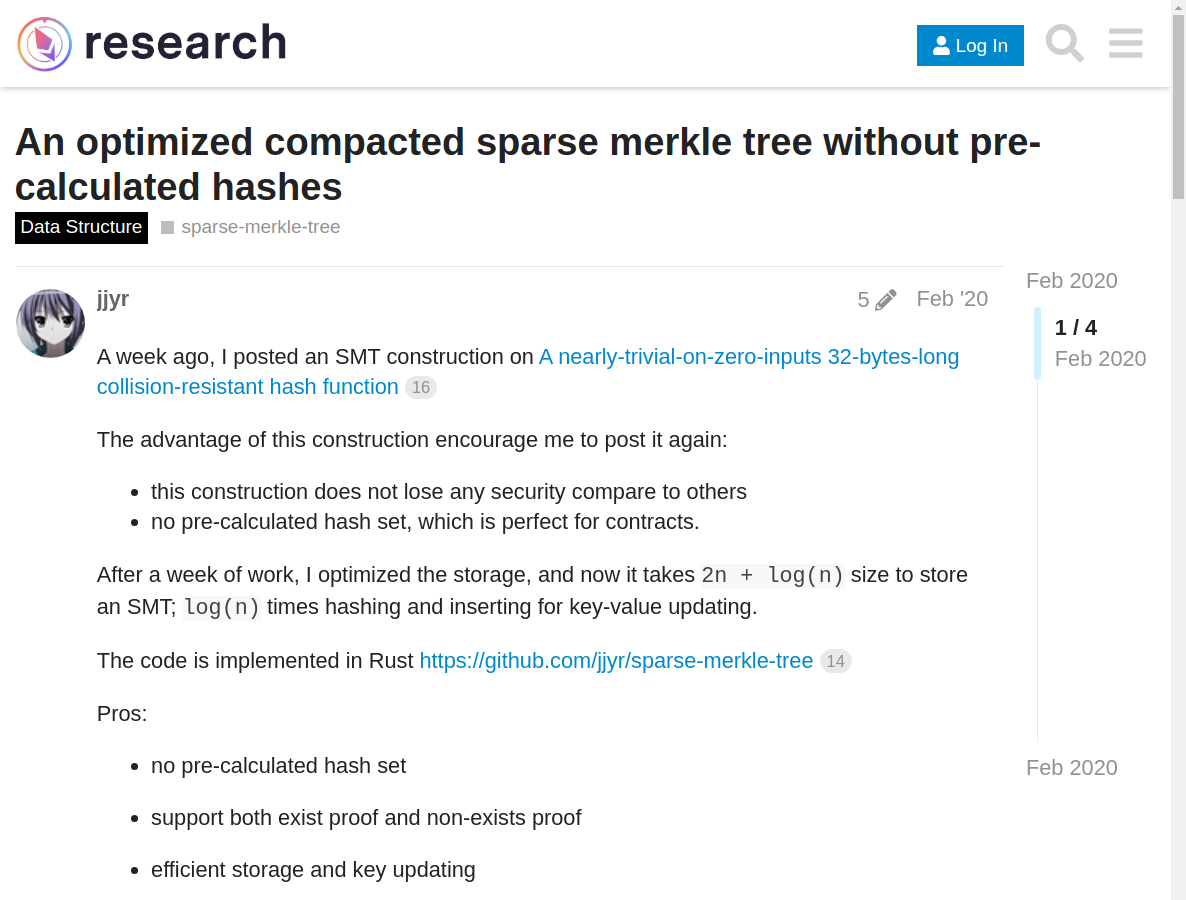 research
Log In
An optimized compacted sparse merkle tree without pre-
calculated hashes
Data Structure sparse-merkle-tree
Feb 2020
jjyr 5 Feb '20
1 / 4
Feb 2020
A week ago, I posted an SMT construction on A nearly-trivial-on-zero-inputs 32-bytes-long
collision-resistant hash function 16
The advantage of this construction encourage me to post it again:
• this construction does not lose any security compare to others
• no pre-calculated hash set, which is perfect for contracts.
After a week of work, I optimized the storage, and now it takes 2n + log(n) size to store
an SMT; log(n) times hashing and inserting for key-value updating.
The code is implemented in Rust https://github.com/jjyr/sparse-merkle-tree 14
Pros:
• no pre-calculated hash set
Feb 2020
• support both exist proof and non-exists proof
• efficient storage and key updating